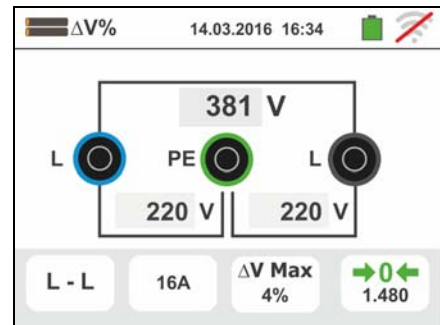 ΔV% 14.03.2016 16:34
381 V
L PE L
220 V 220 V
L - L 16A ΔV Max 4% ➔0← 1.480